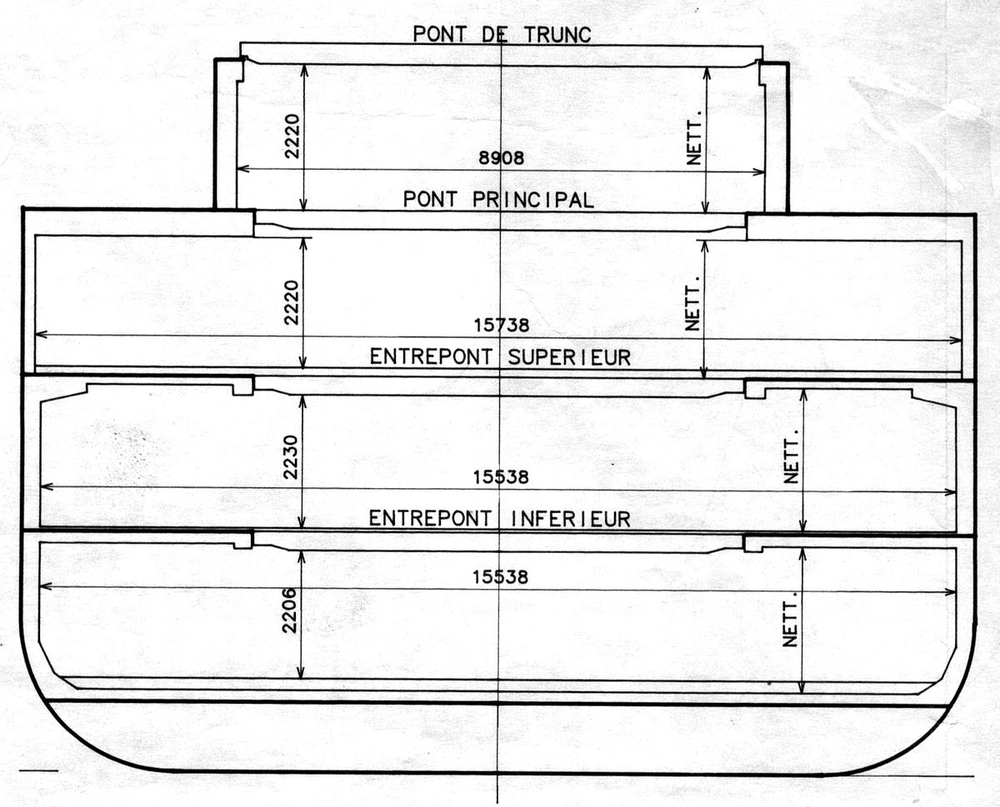 PONT DE TRUNC
2220
NETT.
8908
PONT PRINCIPAL
2220
NETT.
15738
ENTREPONT SUPERIEUR
2230
NETT.
15538
ENTREPONT INFERIEUR
15538
2206
NETT.